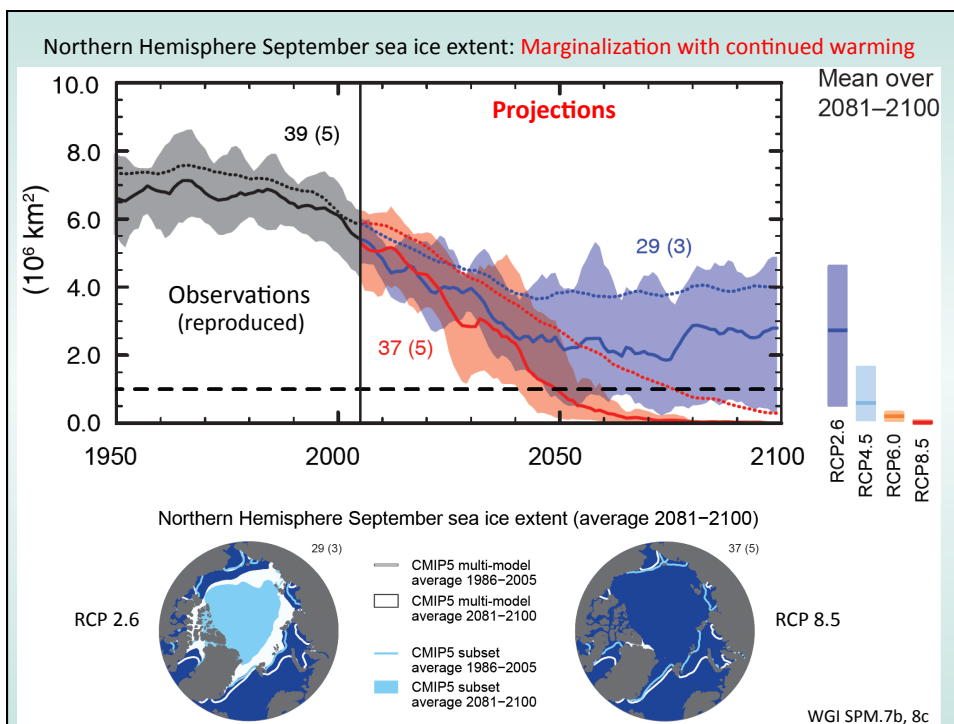 Northern Hemisphere September sea ice extent: Marginalization with continued warming
Mean over
2081–2100
10.0
8.0
6.0
4.0
2.0
0.0
(10⁶ km²)
39 (5)
Projections
Observations
(reproduced)
29 (3)
37 (5)
1950
2000
2050
2100
RCP2.6
RCP4.5
RCP6.0
RCP8.5
Northern Hemisphere September sea ice extent (average 2081−2100)
29 (3)
RCP 2.6
CMIP5 multi-model
average 1986−2005
CMIP5 multi-model
average 2081−2100
CMIP5 subset
average 1986−2005
CMIP5 subset
average 2081−2100
37 (5)
RCP 8.5
WGI SPM.7b, 8c